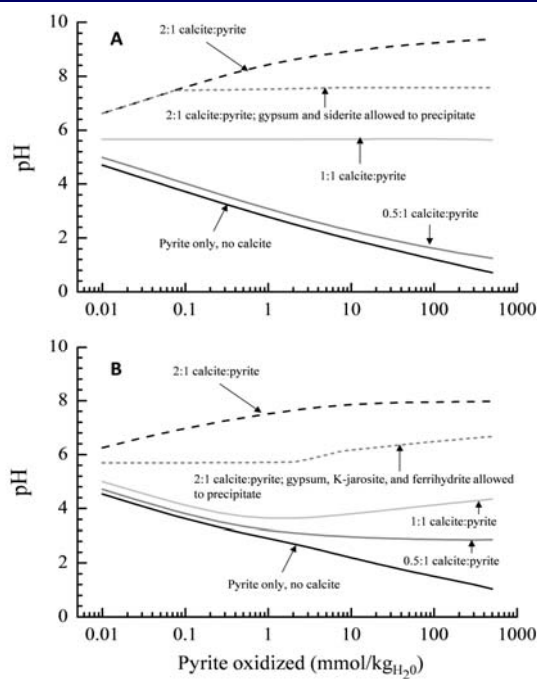 A
10
8
6
4
2
0
pH
2:1 calcite:pyrite
2:1 calcite:pyrite; gypsum and siderite allowed to precipitate
1:1 calcite:pyrite
0.5:1 calcite:pyrite
Pyrite only, no calcite
0.01 0.1 1 10 100 1000
B
10
8
6
4
2
0
pH
2:1 calcite:pyrite
2:1 calcite:pyrite; gypsum, K-jarosite, and ferrihydrite allowed
to precipitate
1:1 calcite:pyrite
0.5:1 calcite:pyrite
Pyrite only, no calcite
0.01 0.1 1 10 100 1000
Pyrite oxidized (mmol/kgH20)